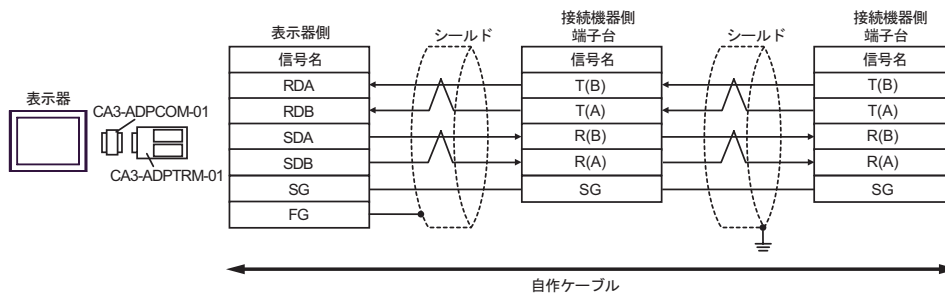 表示器
CA3-ADPCOM-01
CA3-ADPTRM-01
表示器側
信号名
RDA
RDB
SDA
SDB
SG
FG
シールド
接続機器側
端子台
信号名
T(B)
T(A)
R(B)
R(A)
SG
シールド
接続機器側
端子台
信号名
T(B)
T(A)
R(B)
R(A)
SG
自作ケーブル